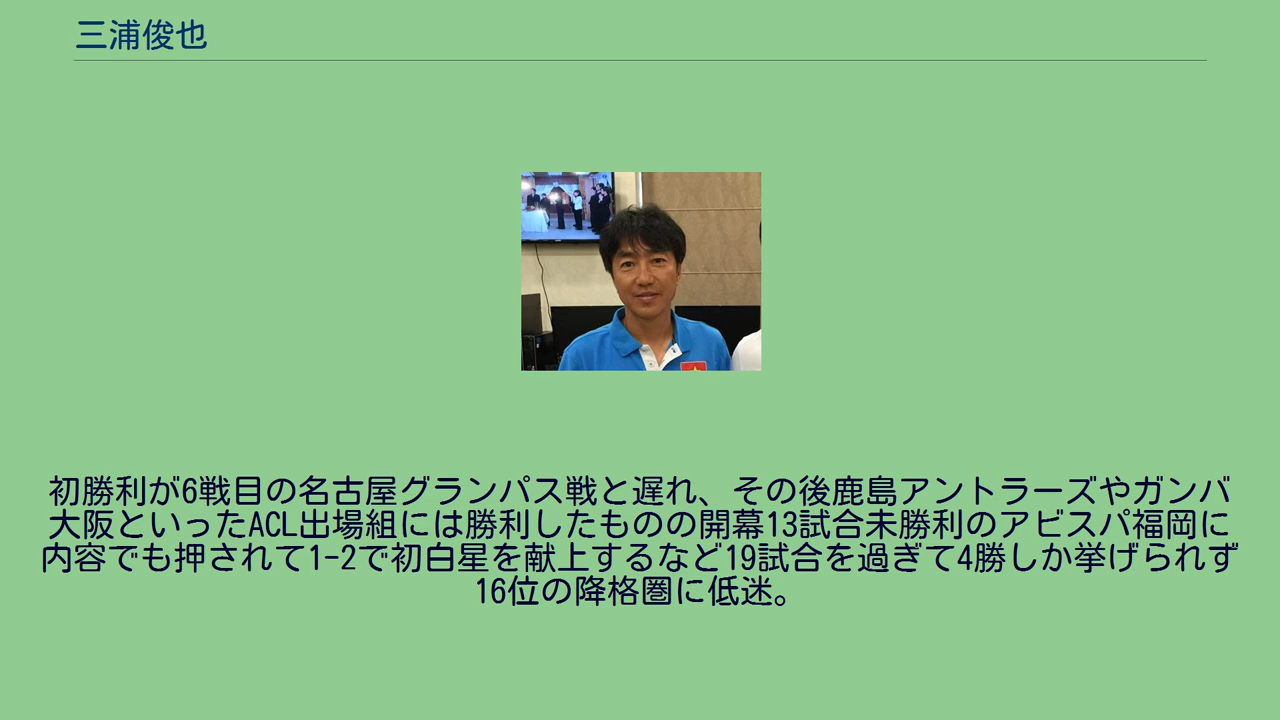 三浦俊也
初勝利が6戦目の名古屋グランパス戦と遅れ、その後鹿島アントラーズやガンバ
大阪といったACL出場組には勝利したものの開幕13試合未勝利のアビスパ福岡に
内容でも押されて1-2で初白星を献上するなど19試合を過ぎて4勝しか挙げられず
16位の降格圏に低迷。